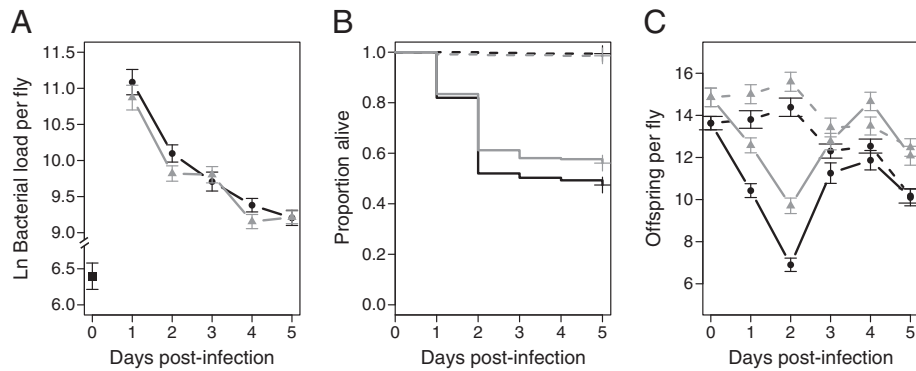 A
B
C
Ln Bacterial load per fly
11.5
11.0
10.5
10.0
9.5
9.0
6.5
6.0
0 1 2 3 4 5
Days post-infection
Proportion alive
1.0
0.8
0.6
0.4
0.2
0.0
0 1 2 3 4 5
Days post-infection
Offspring per fly
16
14
12
10
8
6
0 1 2 3 4 5
Days post-infection